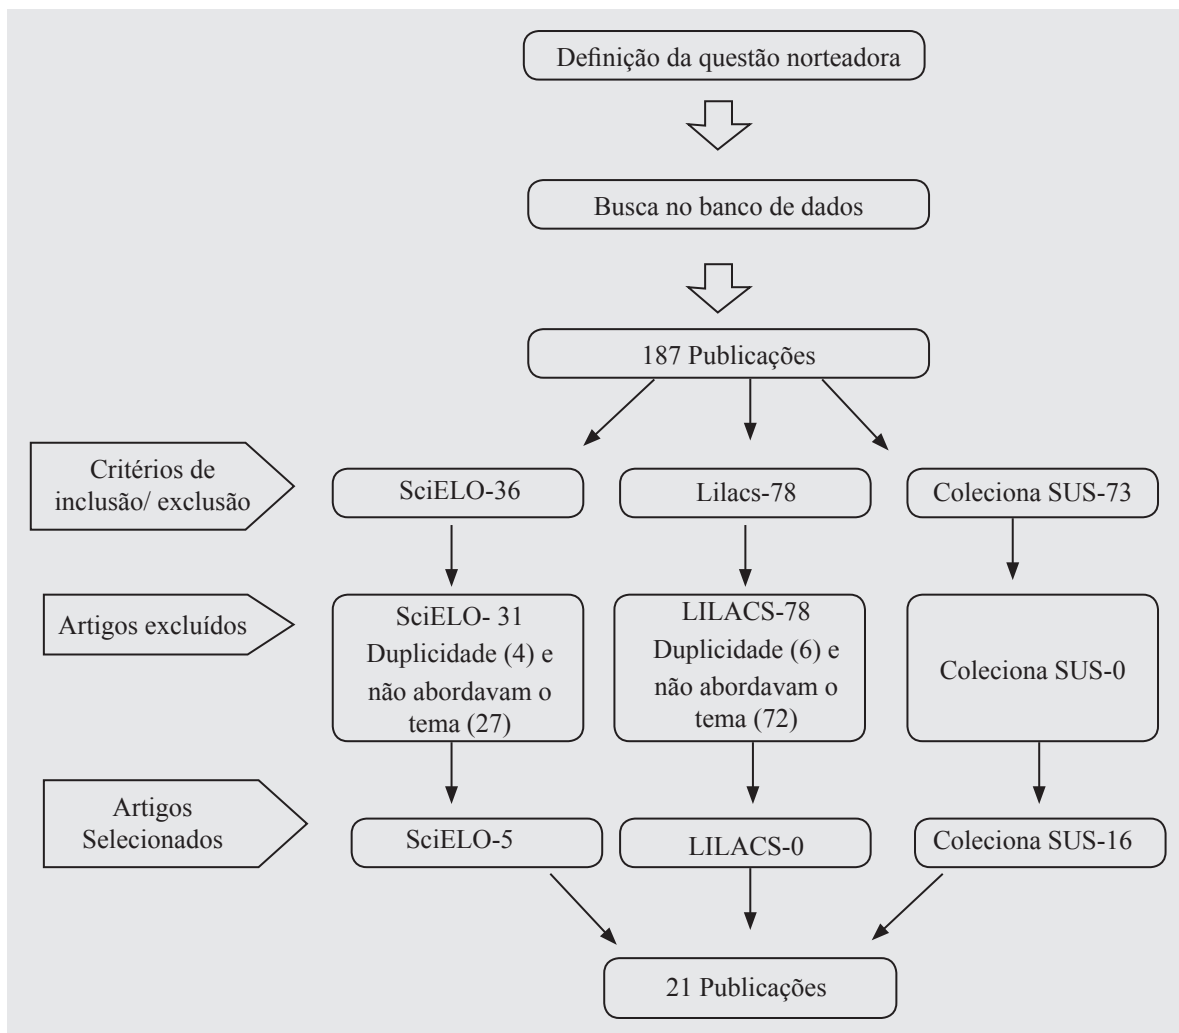 Definição da questão norteadora
Busca no banco de dados
187 Publicações
Critérios de
inclusão/ exclusão
SciELO-36
Lilacs-78
Coleciona SUS-73
Artigos excluídos
SciELO- 31
Duplicidade (4) e
não abordavam o
tema (27)
LILACS-78
Duplicidade (6) e
não abordavam o
tema (72)
Coleciona SUS-0
Artigos
Selecionados
SciELO-5
LILACS-0
Coleciona SUS-16
21 Publicações